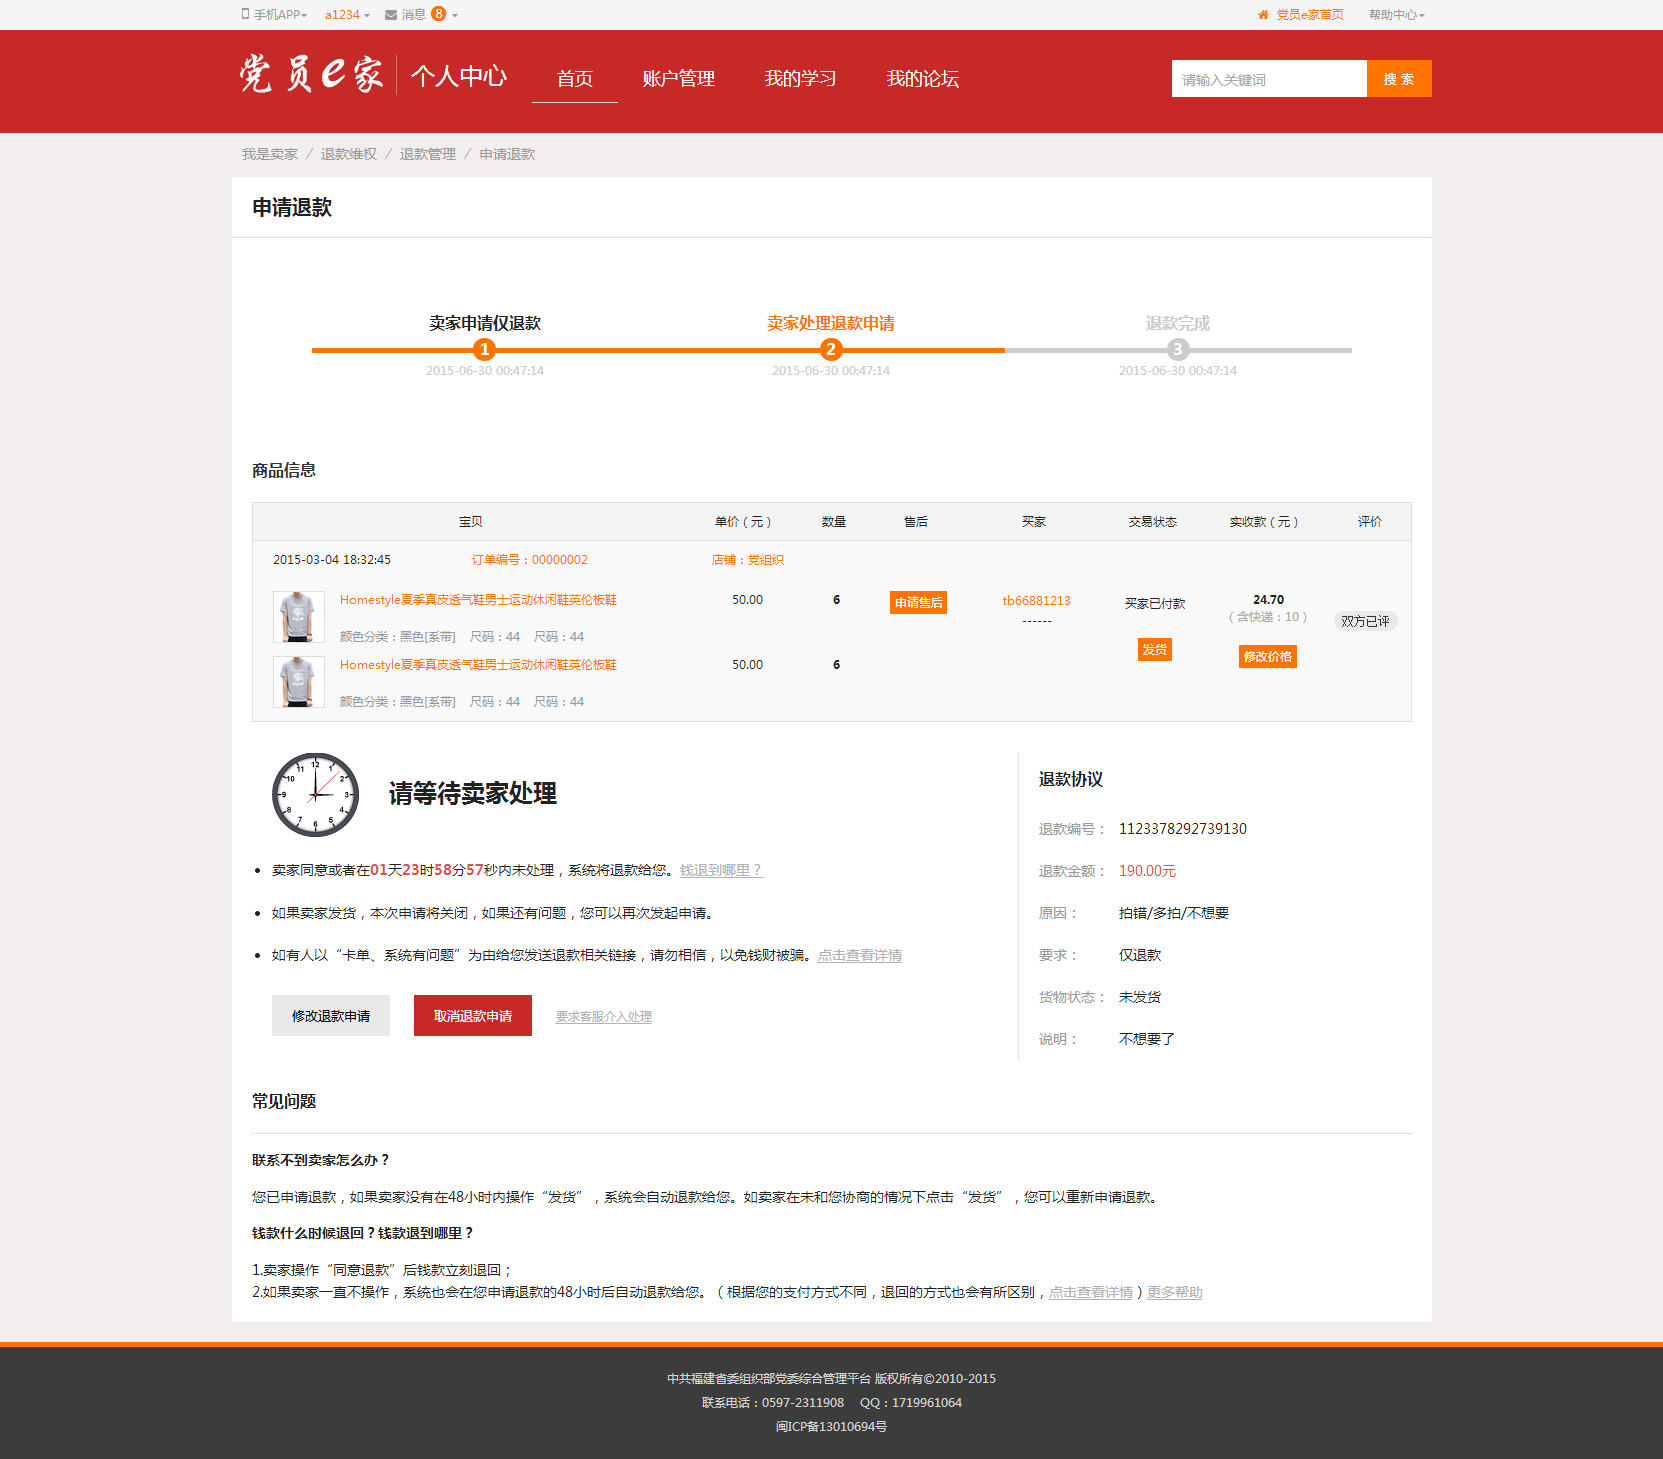 手机APP a1234 消息 8 党员e家首页 帮助中心
党员e家 个人中心 首页 账户管理 我的学习 我的论坛 请输入关键词 搜 索
我是卖家 / 退款维权 / 退款管理 / 申请退款
申请退款
卖家申请仅退款 卖家处理退款申请 退款完成
1 2 3
2015-06-30 00:47:14 2015-06-30 00:47:14 2015-06-30 00:47:14
商品信息
宝贝 单价（元） 数量 售后 买家 交易状态 实收款（元） 评价
2015-03-04 18:32:45 订单编号：00000002 店铺：党组织
Homestyle夏季真皮透气鞋男士运动休闲鞋英伦板鞋 50.00 6 申请售后 tb66881213 买家已付款 24.70
------ （含快递：10） 双方已评
颜色分类：黑色[系带] 尺码：44 尺码：44 发货 修改价格
Homestyle夏季真皮透气鞋男士运动休闲鞋英伦板鞋 50.00 6
颜色分类：黑色[系带] 尺码：44 尺码：44
12 1 2 3 4 5 6 7 8 9 10 11
请等待卖家处理
卖家同意或者在01天23时58分57秒内未处理，系统将退款给您。钱退到哪里？
如果卖家发货，本次申请将关闭，如果还有问题，您可以再次发起申请。
如有人以“卡单、系统有问题”为由给您发送退款相关链接，请勿相信，以免钱财被骗。点击查看详情
修改退款申请 取消退款申请 要求客服介入处理
退款协议
退款编号： 1123378292739130
退款金额： 190.00元
原因： 拍错/多拍/不想要
要求： 仅退款
货物状态： 未发货
说明： 不想要了
常见问题
联系不到卖家怎么办？
您已申请退款，如果卖家没有在48小时内操作“发货”，系统会自动退款给您。如卖家在未和您协商的情况下点击“发货”，您可以重新申请退款。
钱款什么时候退回？钱款退到哪里？
1.卖家操作“同意退款”后钱款立刻退回；
2.如果卖家一直不操作，系统也会在您申请退款的48小时后自动退款给您。（根据您的支付方式不同，退回的方式也会有所区别，点击查看详情）更多帮助
中共福建省委组织部党委综合管理平台 版权所有©2010-2015
联系电话：0597-2311908 QQ：1719961064
闽ICP备13010694号